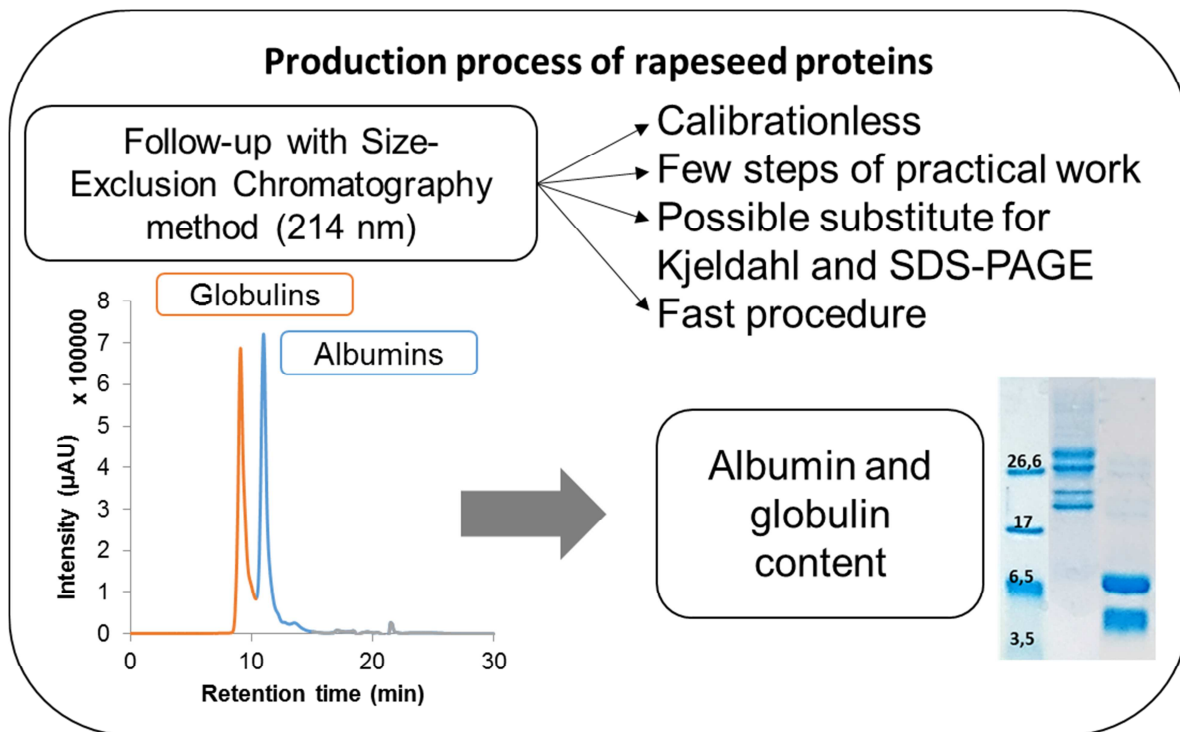 Production process of rapeseed proteins
Follow-up with Size-
Exclusion Chromatography
method (214 nm)
Calibrationless
Few steps of practical work
Possible substitute for
Kjeldahl and SDS-PAGE
Fast procedure
Globulins
Albumins
x 100000
Intensity (µAU)
8
7
6
5
4
3
2
1
0
0
10
20
30
Retention time (min)
Albumin and
globulin
content
26,6
17
6,5
3,5